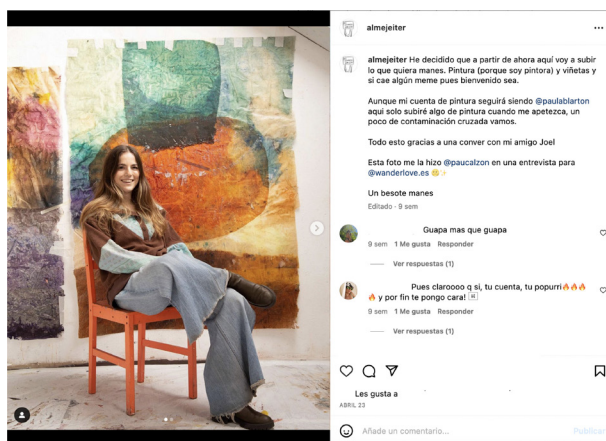 almejeiter
almejeiter He decidido que a partir de ahora aquí voy a subir
lo que quiera manes. Pintura (porque soy pintora) y viñetas y
si cae algún meme pues bienvenido sea.
Aunque mi cuenta de pintura seguirá siendo @paulablarton
aqui solo subiré algo de pintura cuando me apetezca, un
poco de contaminación cruzada vamos.
Todo esto gracias a una conver con mi amigo Joel
Esta foto me la hizo @paucalzon en una entrevista para
@wanderlove.es
Un besote manes
Editado · 9 sem
Guapa mas que guapa
9 sem 1 Me gusta Responder
Ver respuestas (1)
Pues claroooo q si, tu cuenta, tu popurri🔥🔥🔥
🔥 y por fin te pongo cara!
9 sem 1 Me gusta Responder
Ver respuestas (1)
Les gusta a
ABRIL 23
Añade un comentario...
Publicar